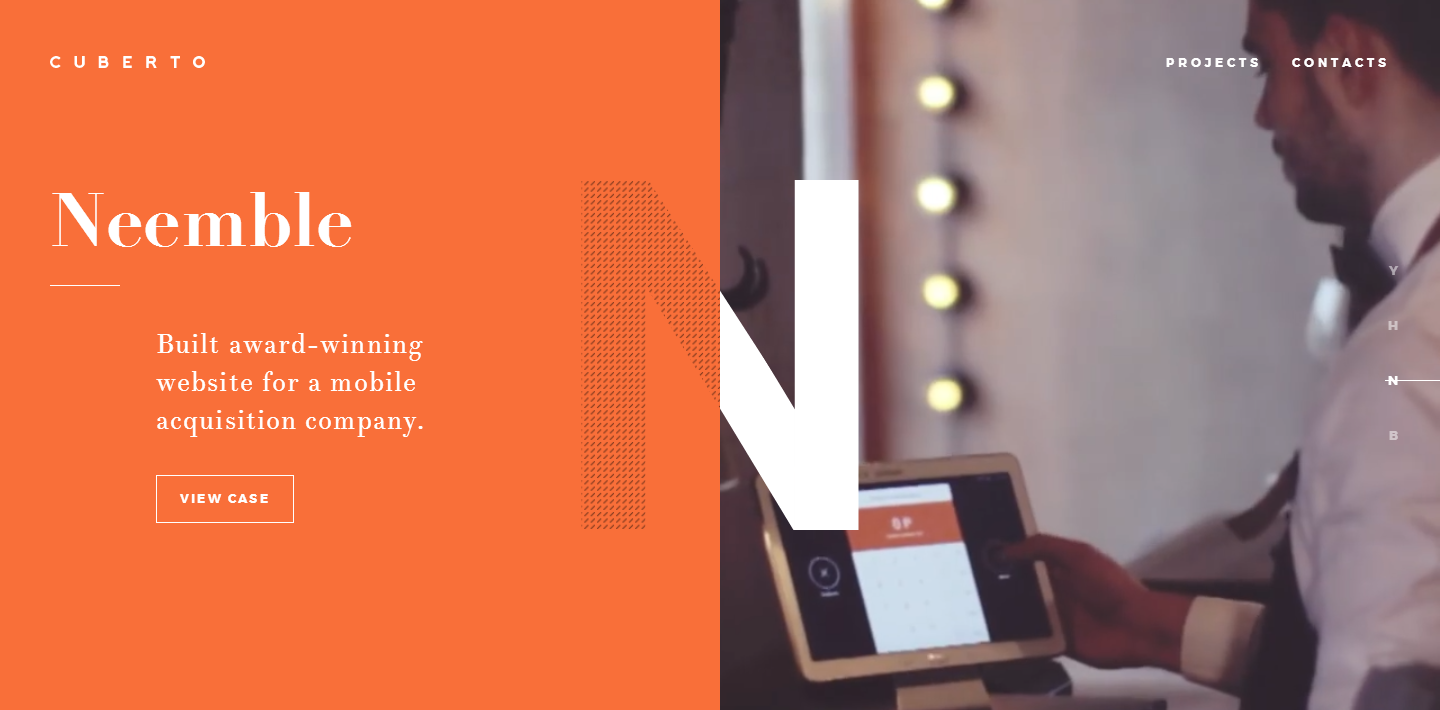 CUBERTO
PROJECTS CONTACTS
Neemble
Built award-winning
website for a mobile
acquisition company.
VIEW CASE
N
Y
H
N
B